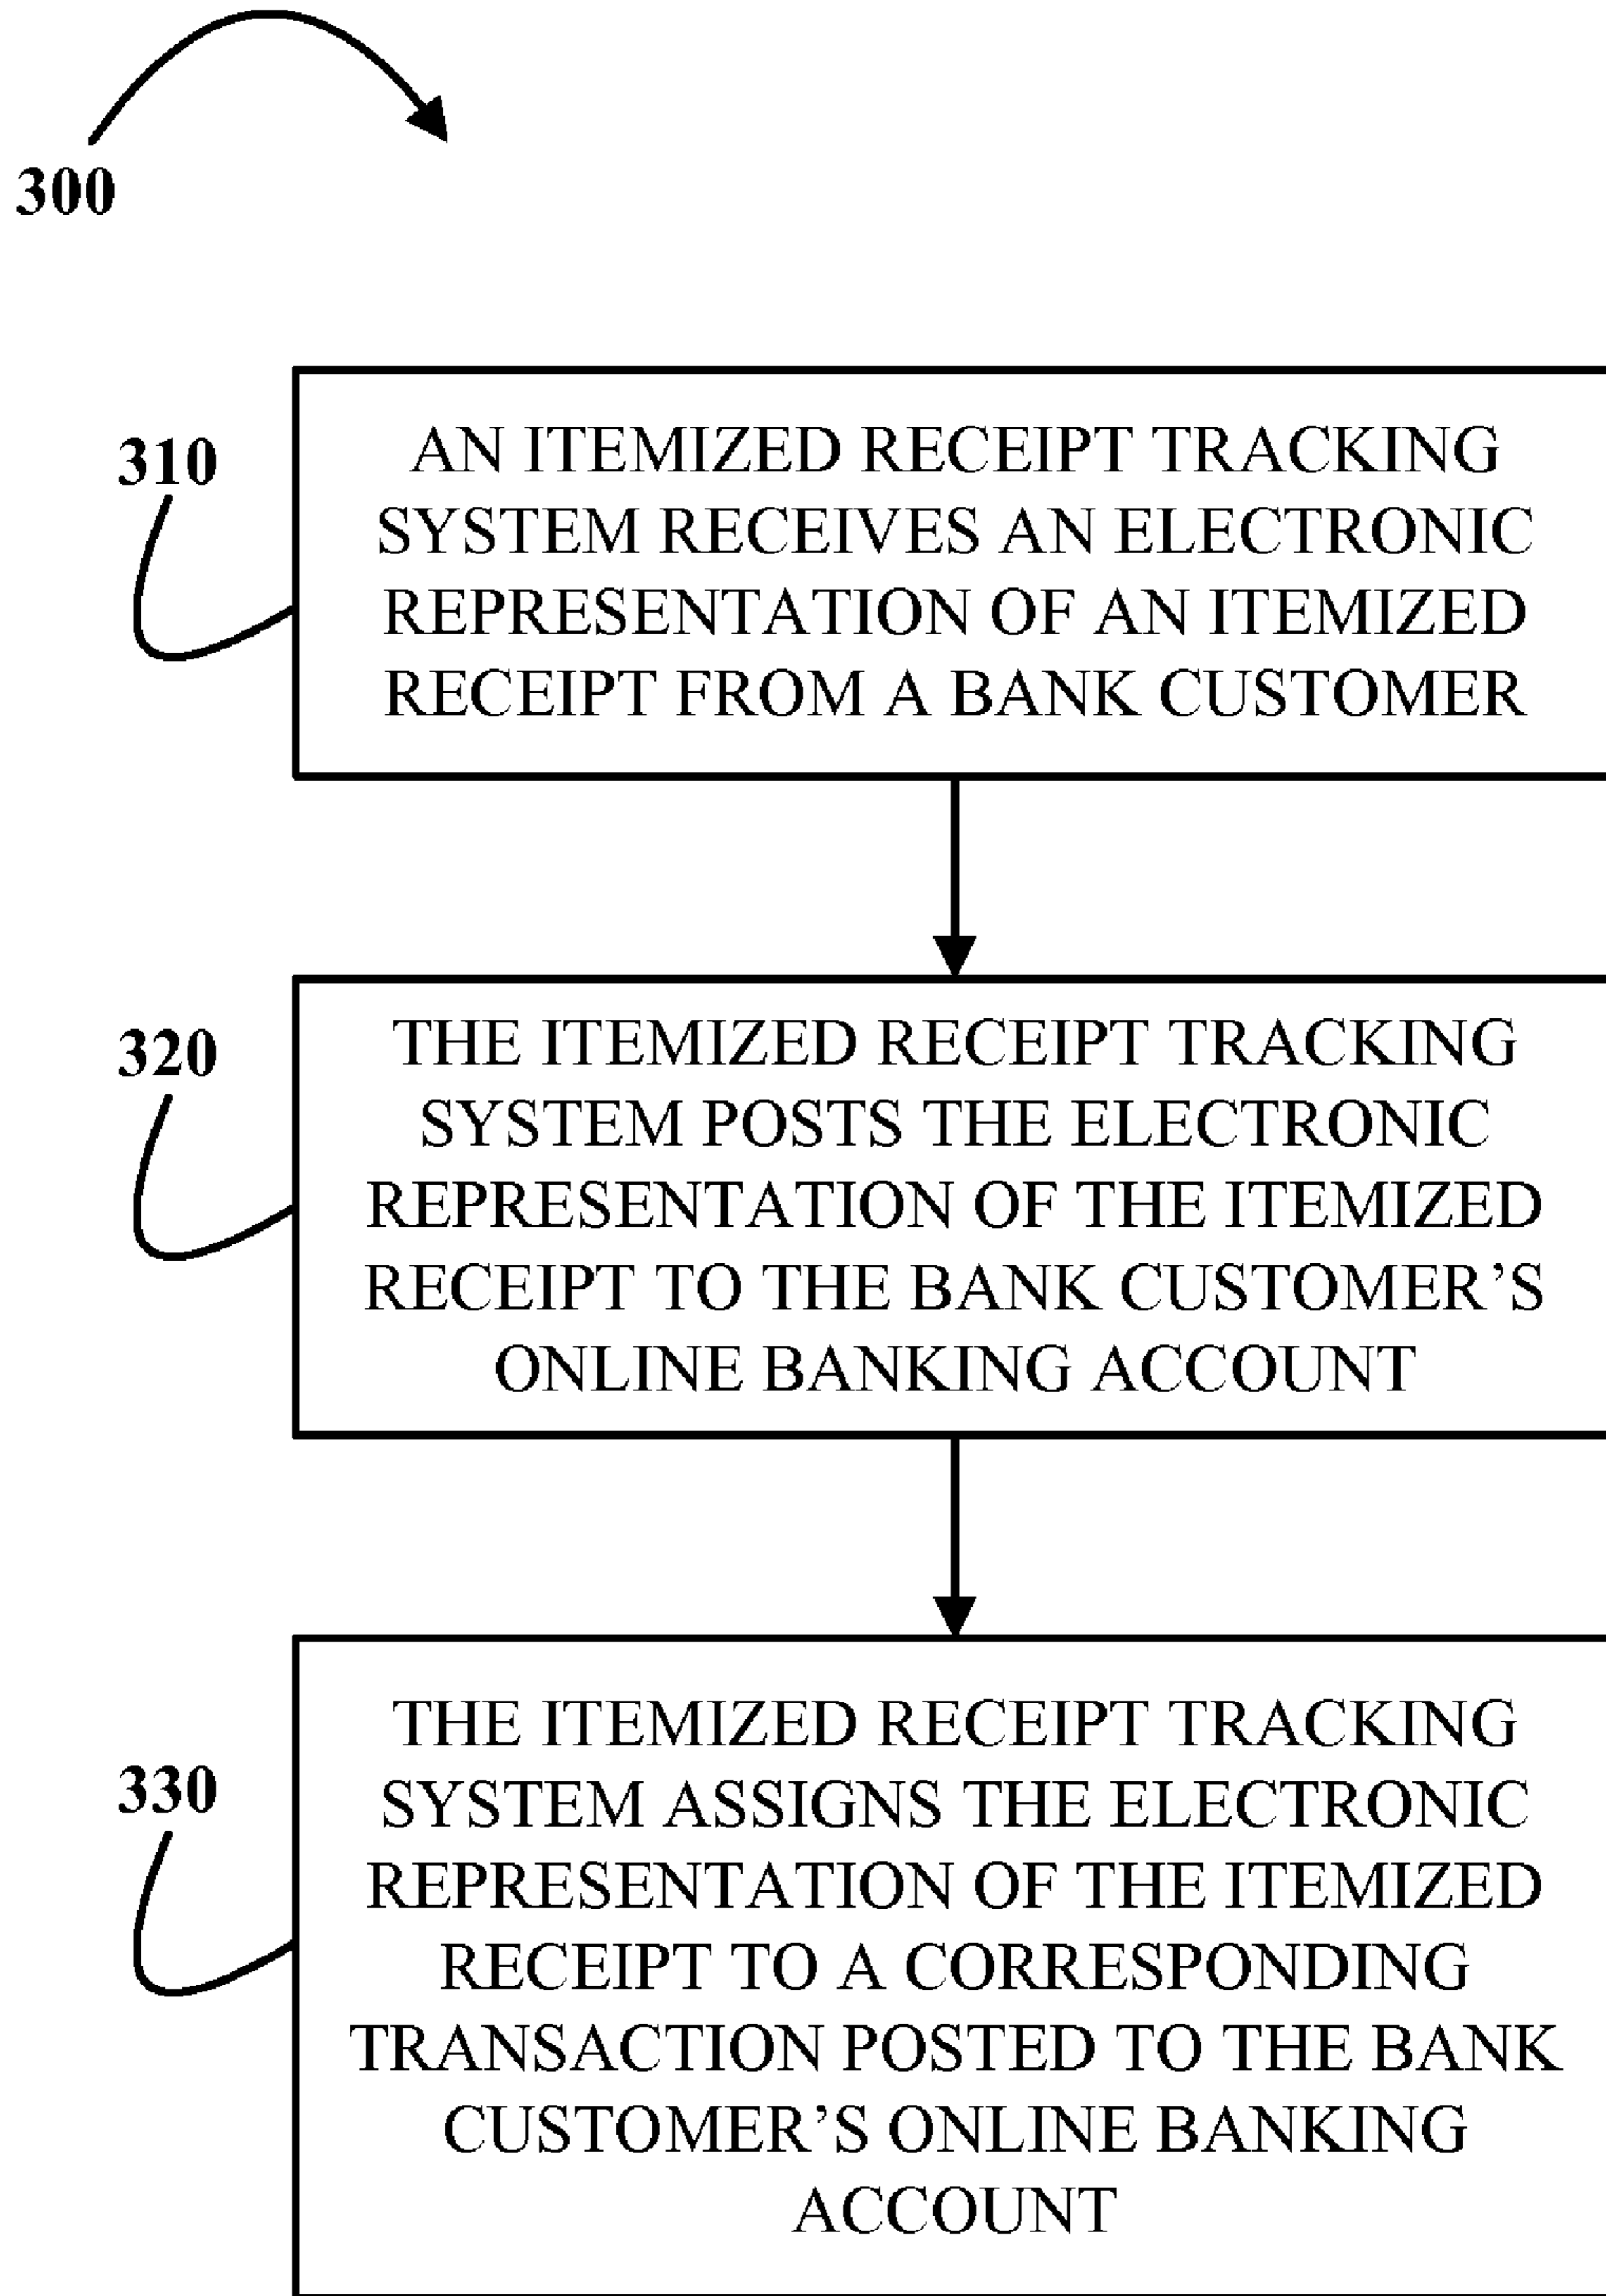 300
310
AN ITEMIZED RECEIPT TRACKING
SYSTEM RECEIVES AN ELECTRONIC
REPRESENTATION OF AN ITEMIZED
RECEIPT FROM A BANK CUSTOMER
320
THE ITEMIZED RECEIPT TRACKING
SYSTEM POSTS THE ELECTRONIC
REPRESENTATION OF THE ITEMIZED
RECEIPT TO THE BANK CUSTOMER’S
ONLINE BANKING ACCOUNT
330
THE ITEMIZED RECEIPT TRACKING
SYSTEM ASSIGNS THE ELECTRONIC
REPRESENTATION OF THE ITEMIZED
RECEIPT TO A CORRESPONDING
TRANSACTION POSTED TO THE BANK
CUSTOMER’S ONLINE BANKING
ACCOUNT